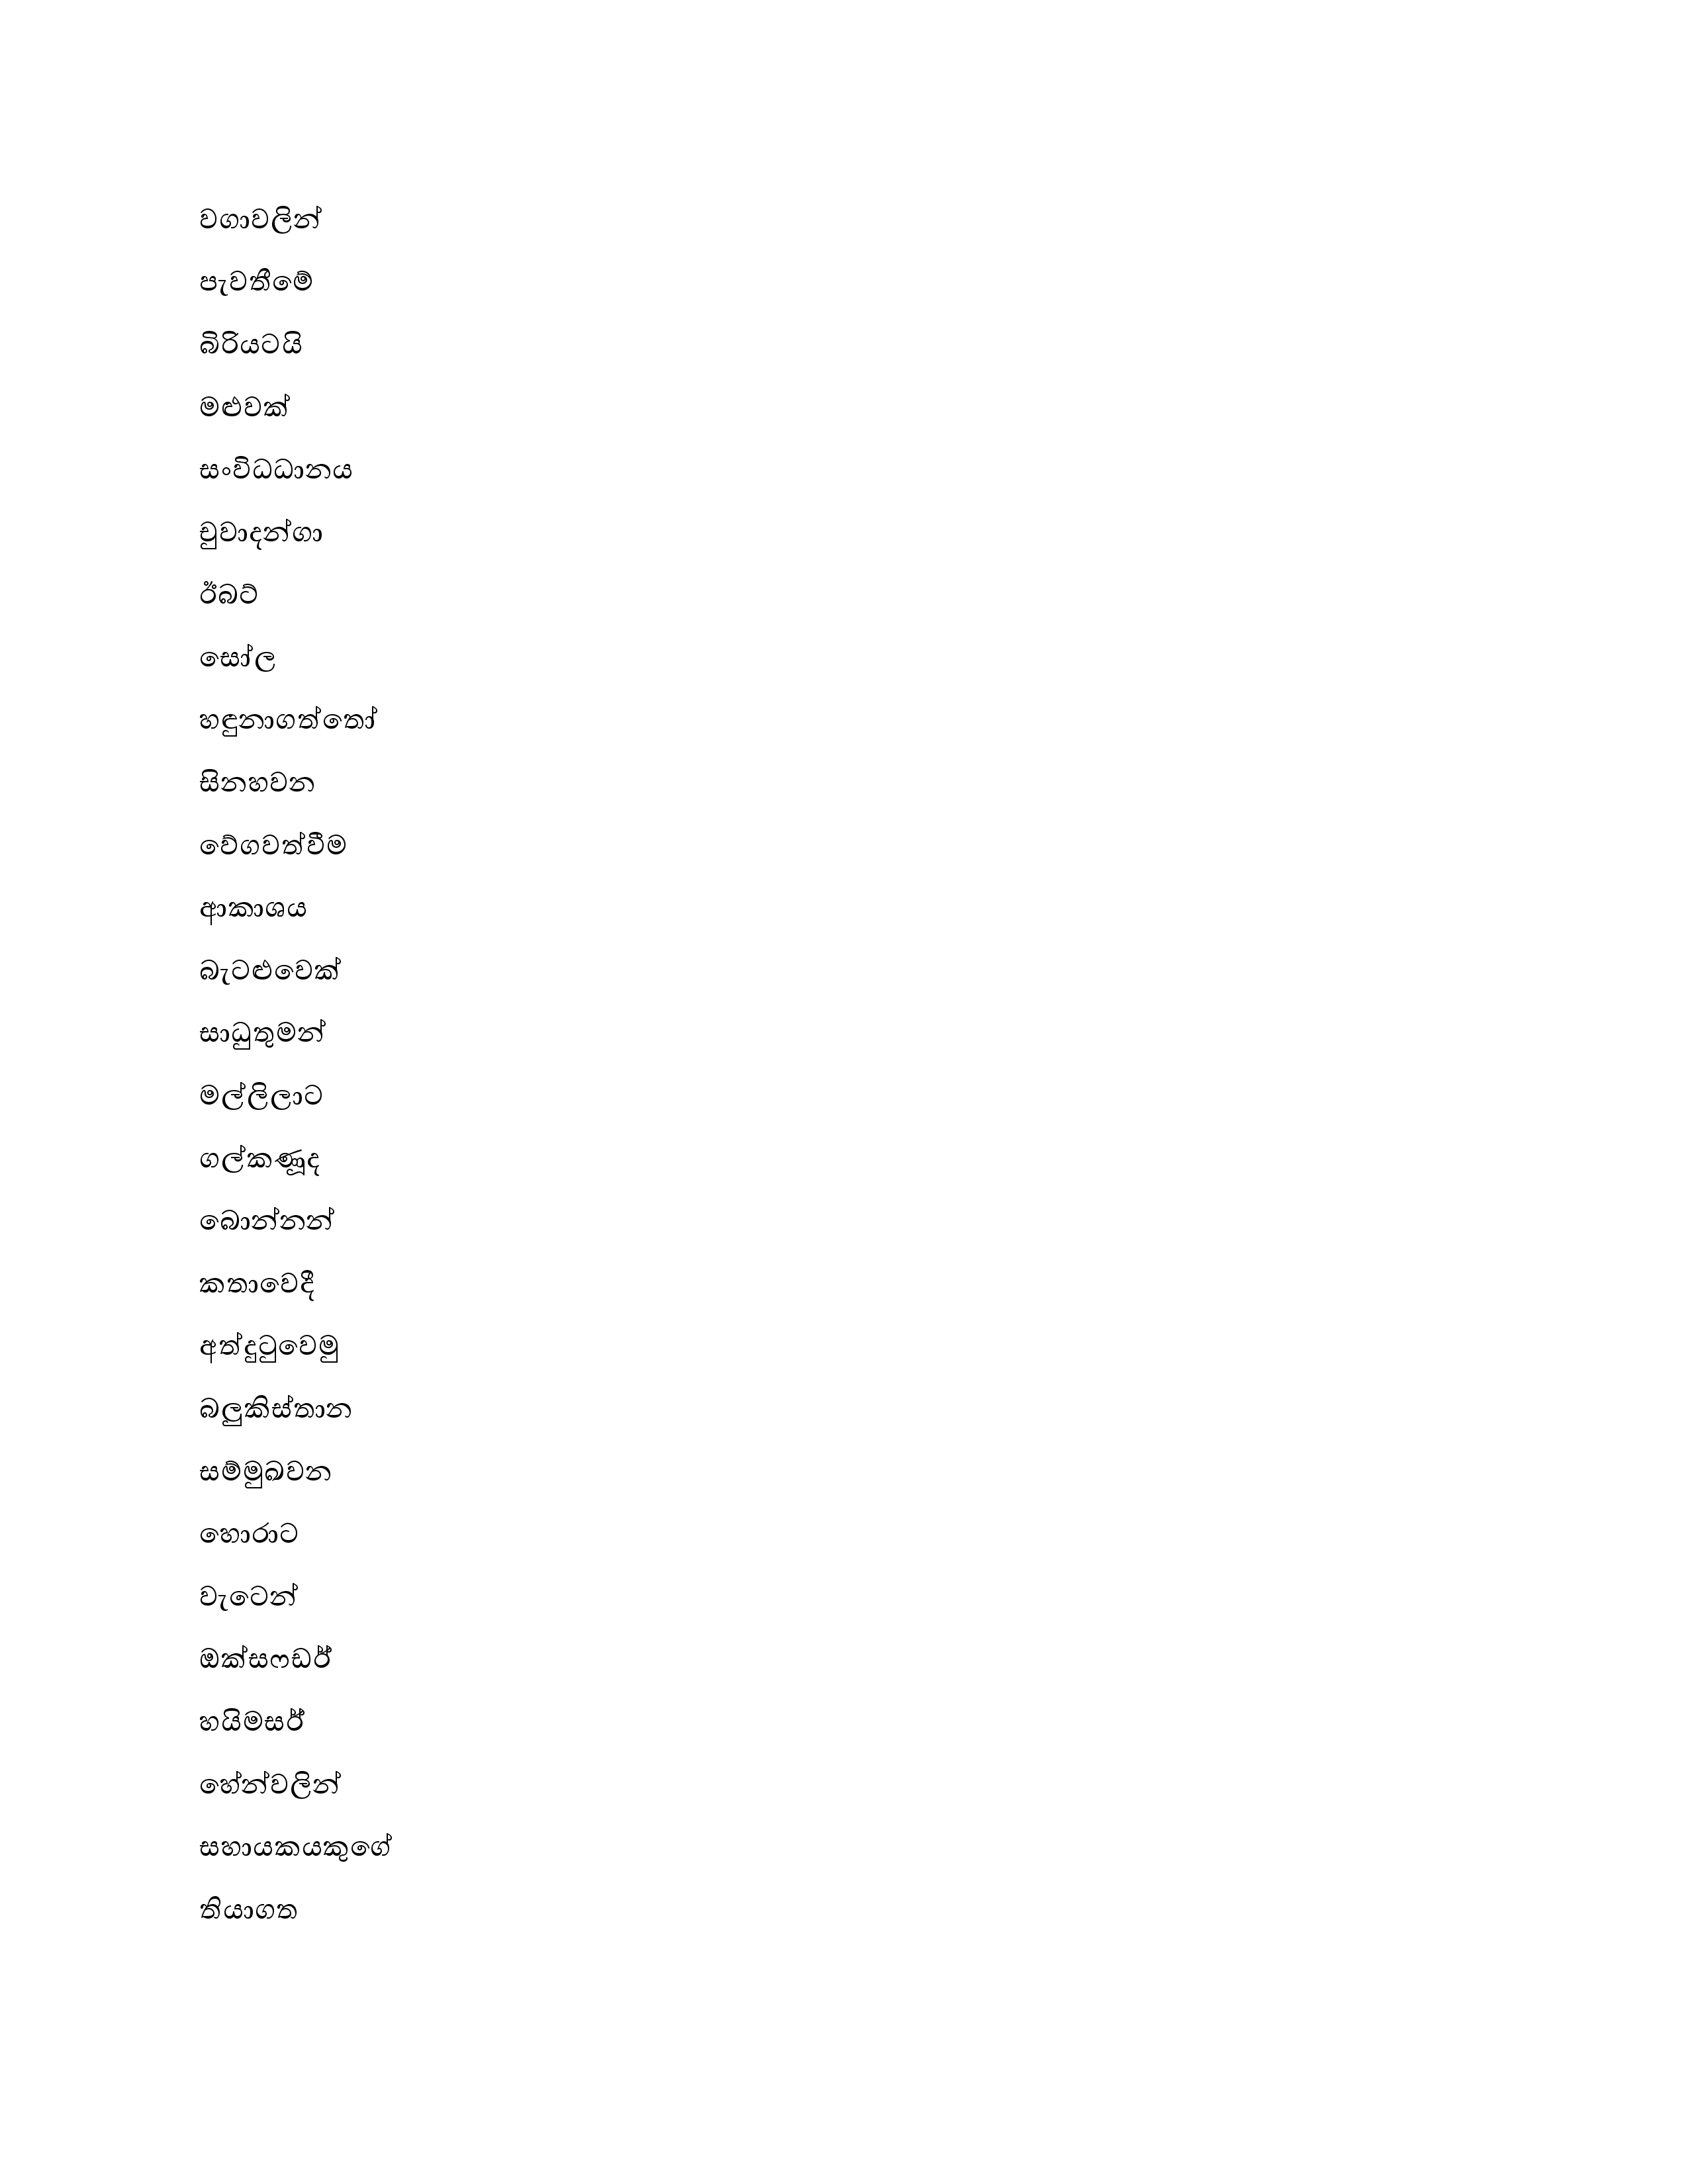 වගාවලින්
පැවතීමේ
බිරියටයි
මළුවක්
සංවිධධානය
චුවාදන්ගා
ඊබට්
සෝල
හඳුනාගත්තෝ
සිනහවන
වේගවත්වීම
ආකාශය
බැටළුවෙක්
සාධුතුමන්
මල්ලිලාට
ගල්කණූද
බොන්නන්
කතාවෙදී
අත්දුටුවෙමු
බලුකිස්තාන
සම්මුඛවන
හොරාට
වැටෙන්
ඔක්සෆඩර්
හයිමසර්
හේන්වලින්
සහායකයකුගේ
තියාගත